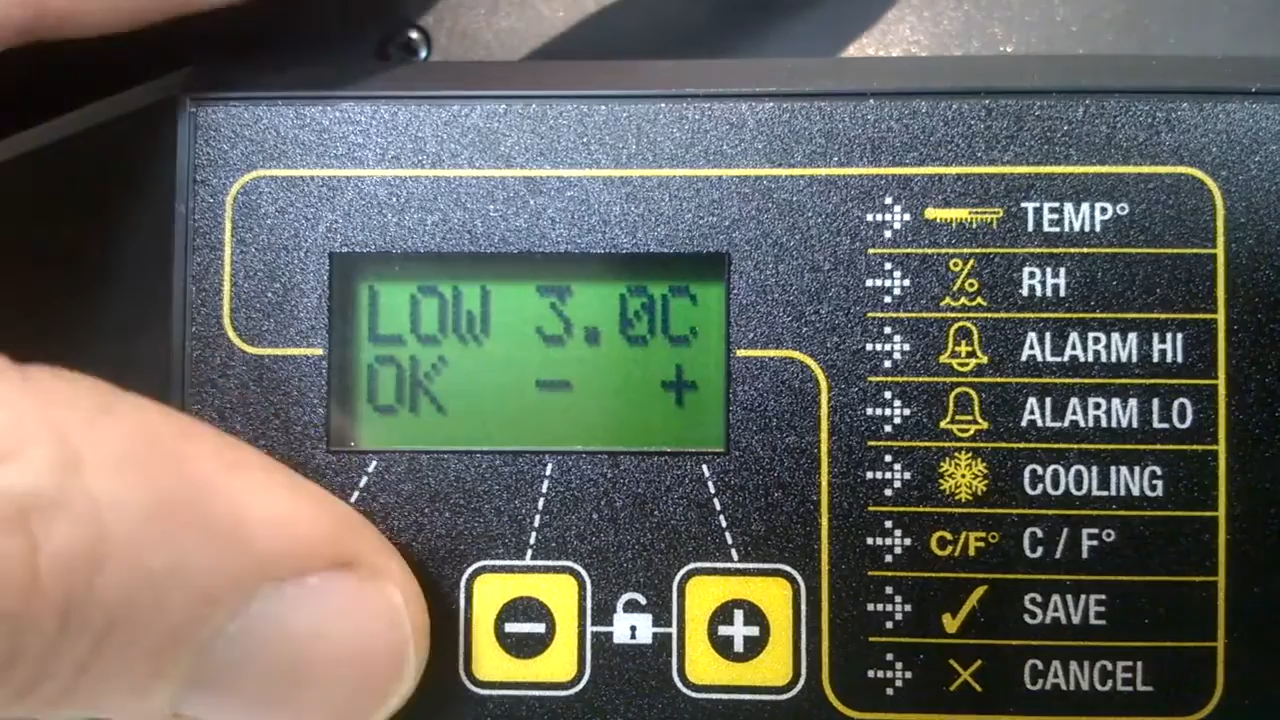 LOW 3.0C
OK - +
TEMP°
% RH
ALARM HI
ALARM LO
COOLING
C/F° C / F°
SAVE
CANCEL